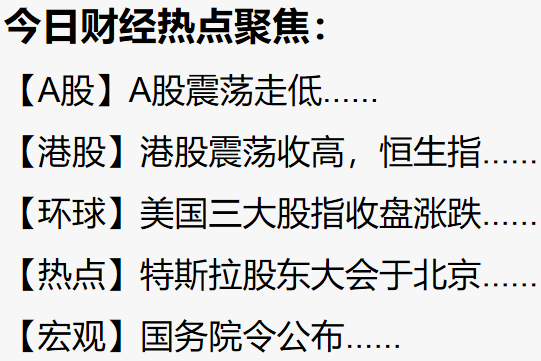 今日财经热点聚焦：
【A股】A股震荡走低……
【港股】港股震荡收高，恒生指……
【环球】美国三大股指收盘涨跌……
【热点】特斯拉股东大会于北京……
【宏观】国务院令公布……